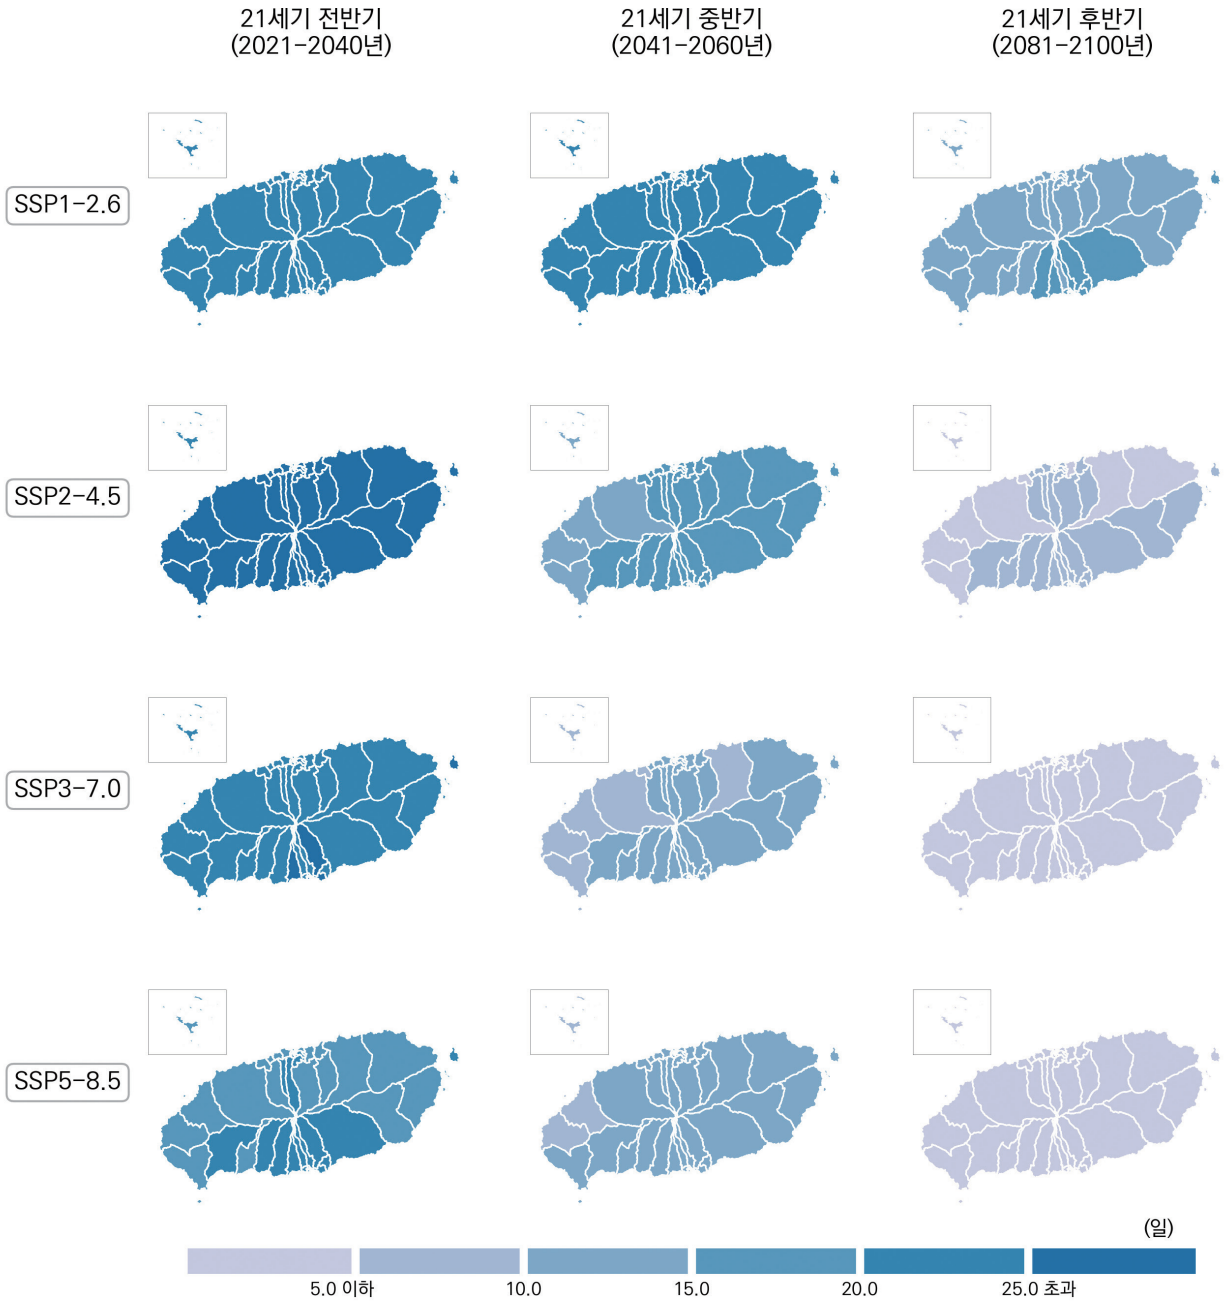 21세기 전반기
(2021-2040년)
21세기 중반기
(2041-2060년)
21세기 후반기
(2081-2100년)
SSP1-2.6
SSP2-4.5
SSP3-7.0
SSP5-8.5
(일)
5.0 이하
10.0
15.0
20.0
25.0 초과